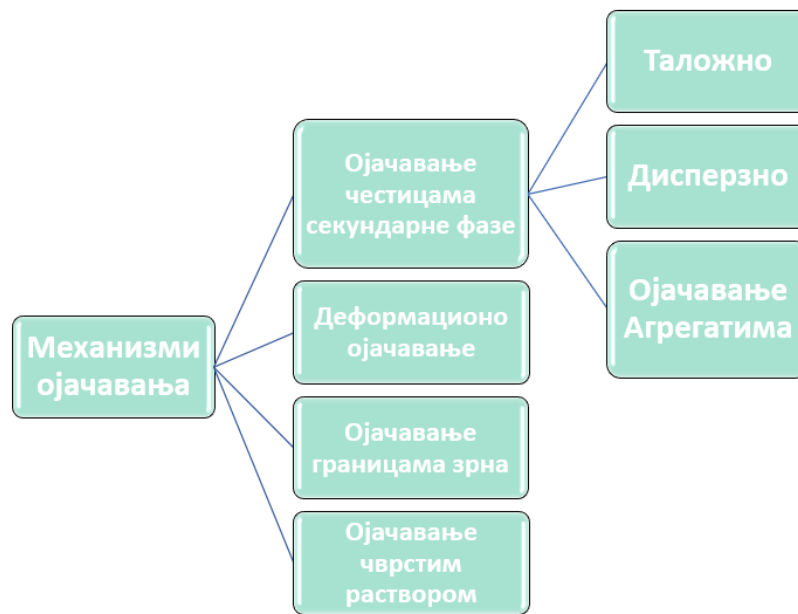 Механизми
ојачавања
Ојачавање
честицама
секундарне фазе
Деформационо
ојачавање
Ојачавање
границама зрна
Ојачавање
чврстим
раствором
Таложно
Дисперзно
Ојачавање
Агрегатима